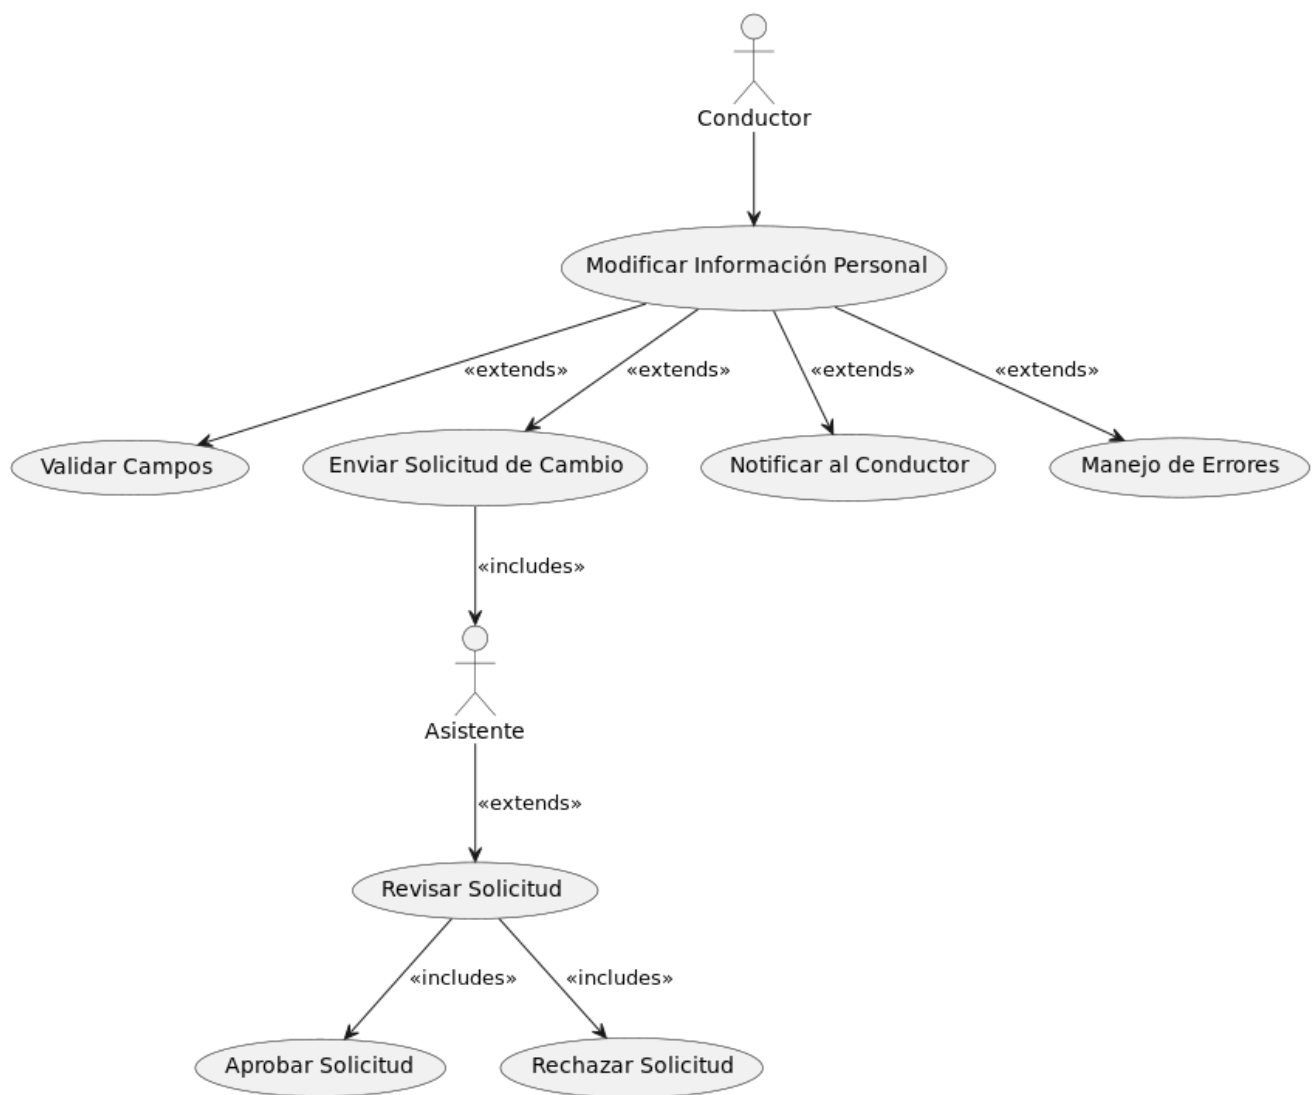 Conductor
Modificar Información Personal
«extends»
«extends»
«extends»
«extends»
Validar Campos
Enviar Solicitud de Cambio
Notificar al Conductor
Manejo de Errores
«includes»
Asistente
«extends»
Revisar Solicitud
«includes»
«includes»
Aprobar Solicitud
Rechazar Solicitud